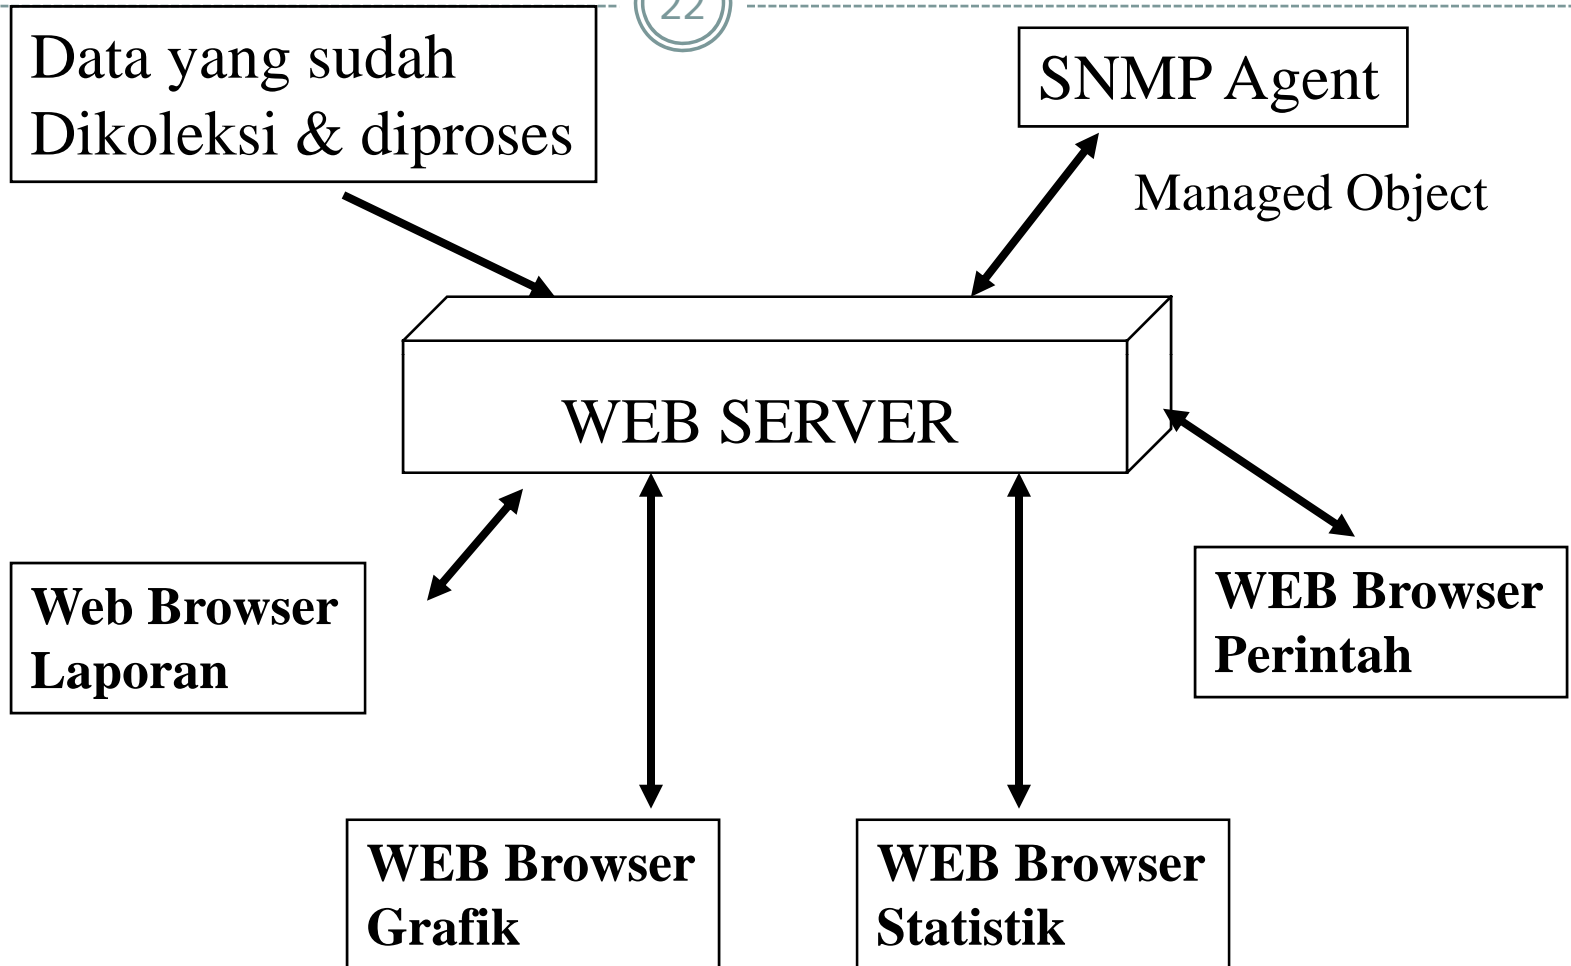 22
Data yang sudah
Dikoleksi & diproses
SNMP Agent
Managed Object
WEB SERVER
Web Browser
Laporan
WEB Browser
Perintah
WEB Browser
Grafik
WEB Browser
Statistik